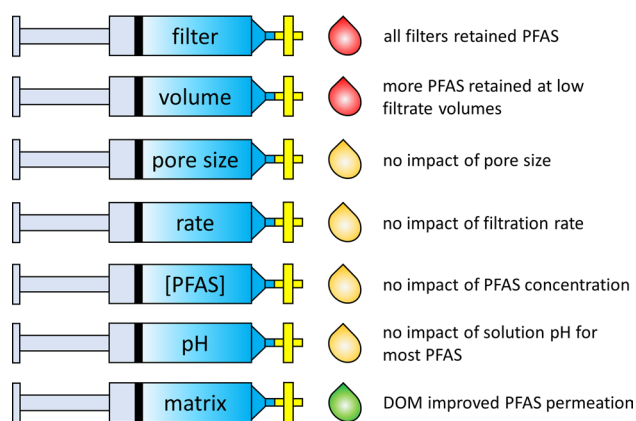 filter
all filters retained PFAS
volume
more PFAS retained at low
filtrate volumes
pore size
no impact of pore size
rate
no impact of filtration rate
[PFAS]
no impact of PFAS concentration
pH
no impact of solution pH for
most PFAS
matrix
DOM improved PFAS permeation